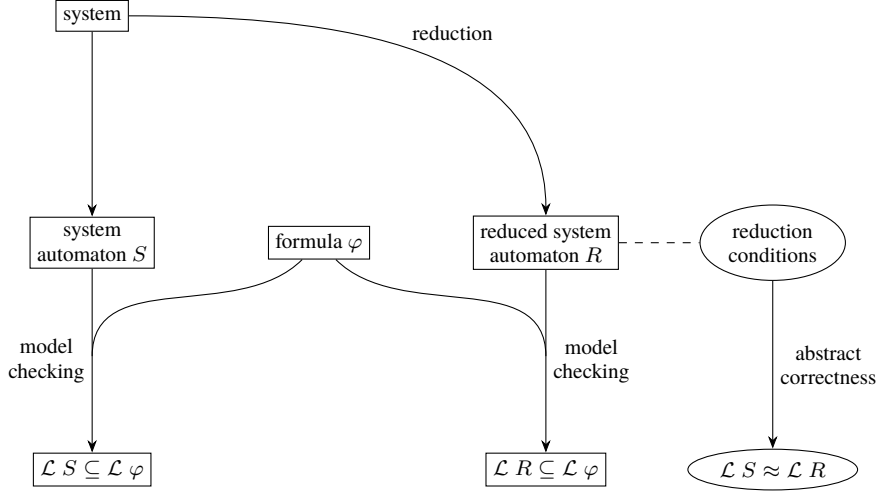 system
reduction
system
automaton S
formula φ
reduced system
automaton R
reduction
conditions
model
checking
model
checking
abstract
correctness
ℒ S ⊆ ℒ φ
ℒ R ⊆ ℒ φ
ℒ S ≈ ℒ R